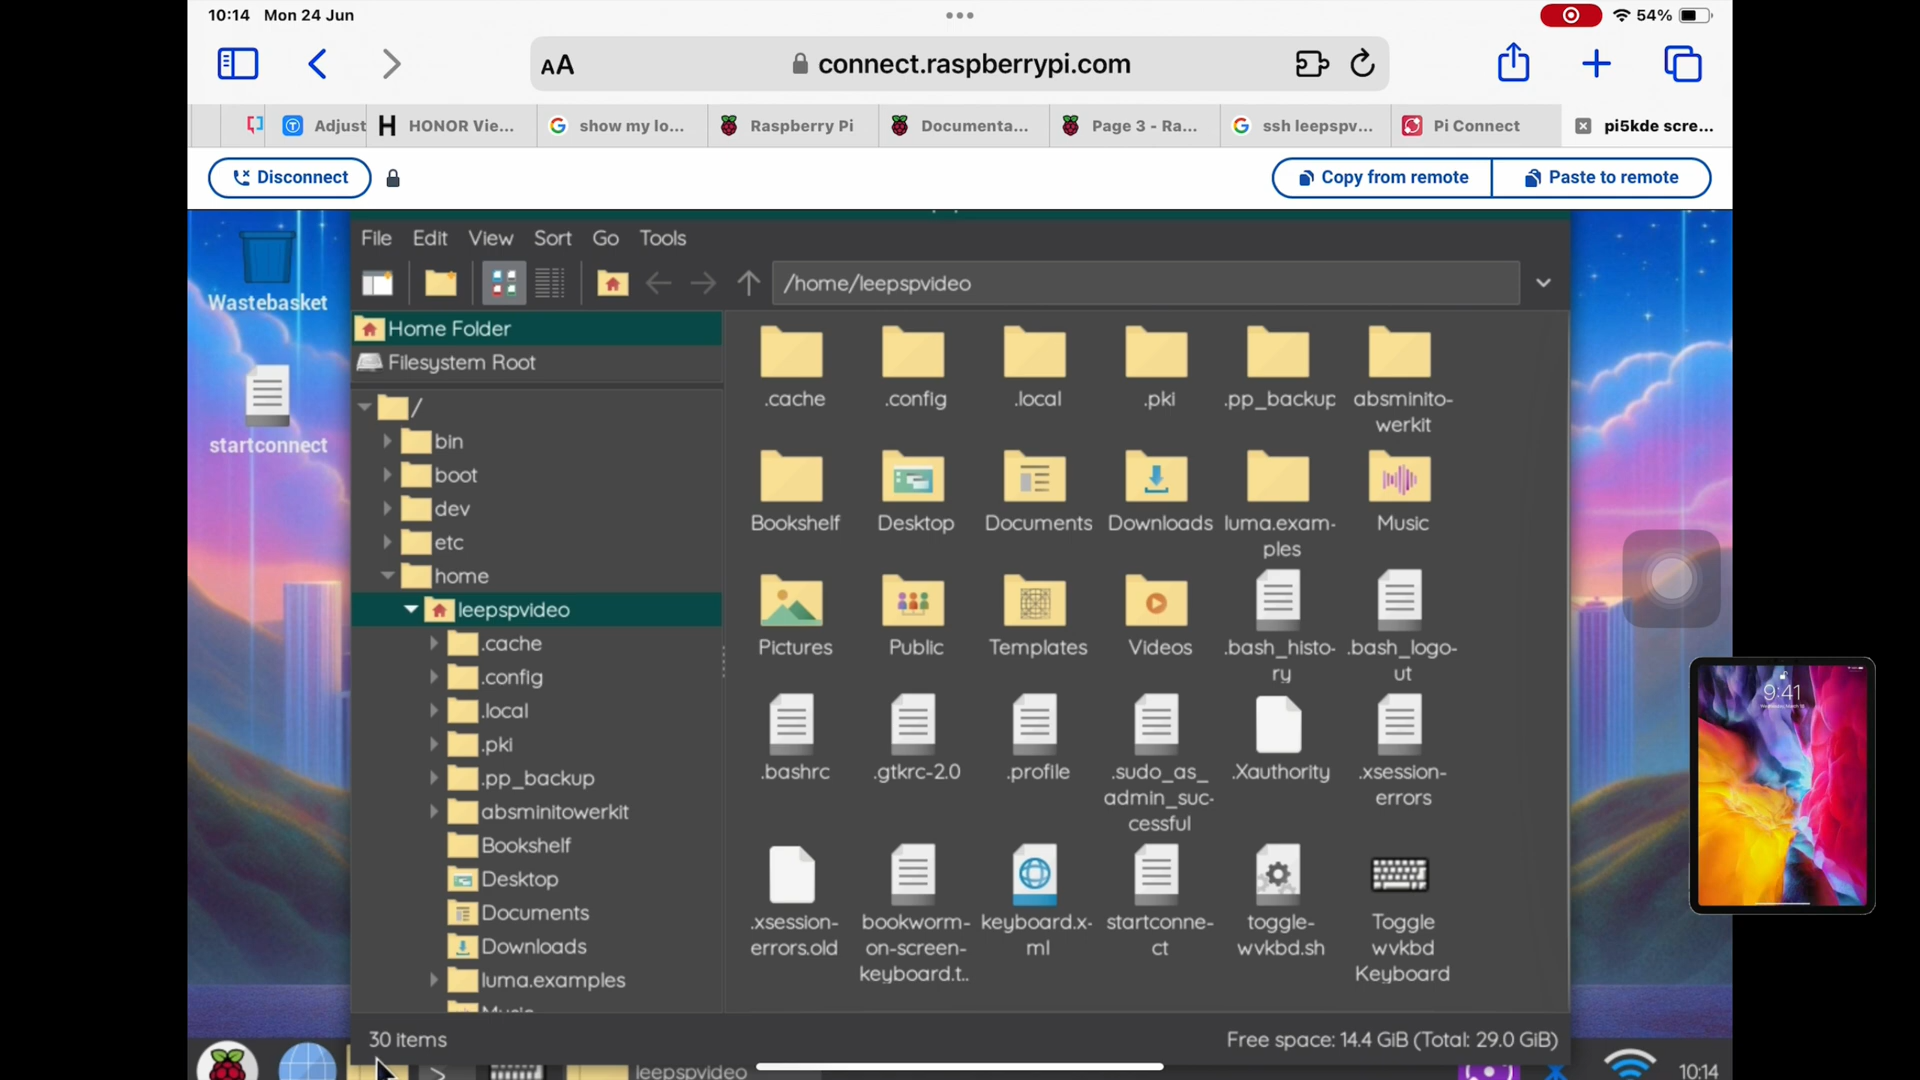 10:14 Mon 24 Jun
54%
AA
connect.raspberrypi.com
Adjust
HONOR Vie...
show my lo...
Raspberry Pi
Documenta...
Page 3 - Ra...
ssh leepspv...
Pi Connect
pi5kde scre...
Disconnect
Copy from remote
Paste to remote
File Edit View Sort Go Tools
/home/leepspvideo
Wastebasket
startconnect
Home Folder
Filesystem Root
/
bin
boot
dev
etc
home
leepspvideo
.cache
.config
.local
.pki
.pp_backup
absminitowerkit
Bookshelf
Desktop
Documents
Downloads
luma.examples
Music
.cache
.config
.local
.pki
.pp_backup
absminito-
werkit
Bookshelf
Desktop
Documents
Downloads
luma.exam-
ples
Music
Pictures
Public
Templates
Videos
.bash_histo-
ry
.bash_logo-
ut
.bashrc
.gtkrc-2.0
.profile
.sudo_as_
admin_suc-
cessful
.Xauthority
.xsession-
errors
.xsession-
errors.old
bookworm-
on-screen-
keyboard.t..
keyboard.x-
ml
startconne-
ct
toggle-
wvkbd.sh
Toggle
wvkbd
Keyboard
30 items
Free space: 14.4 GiB (Total: 29.0 GiB)
leepspvideo
10:14
9:41